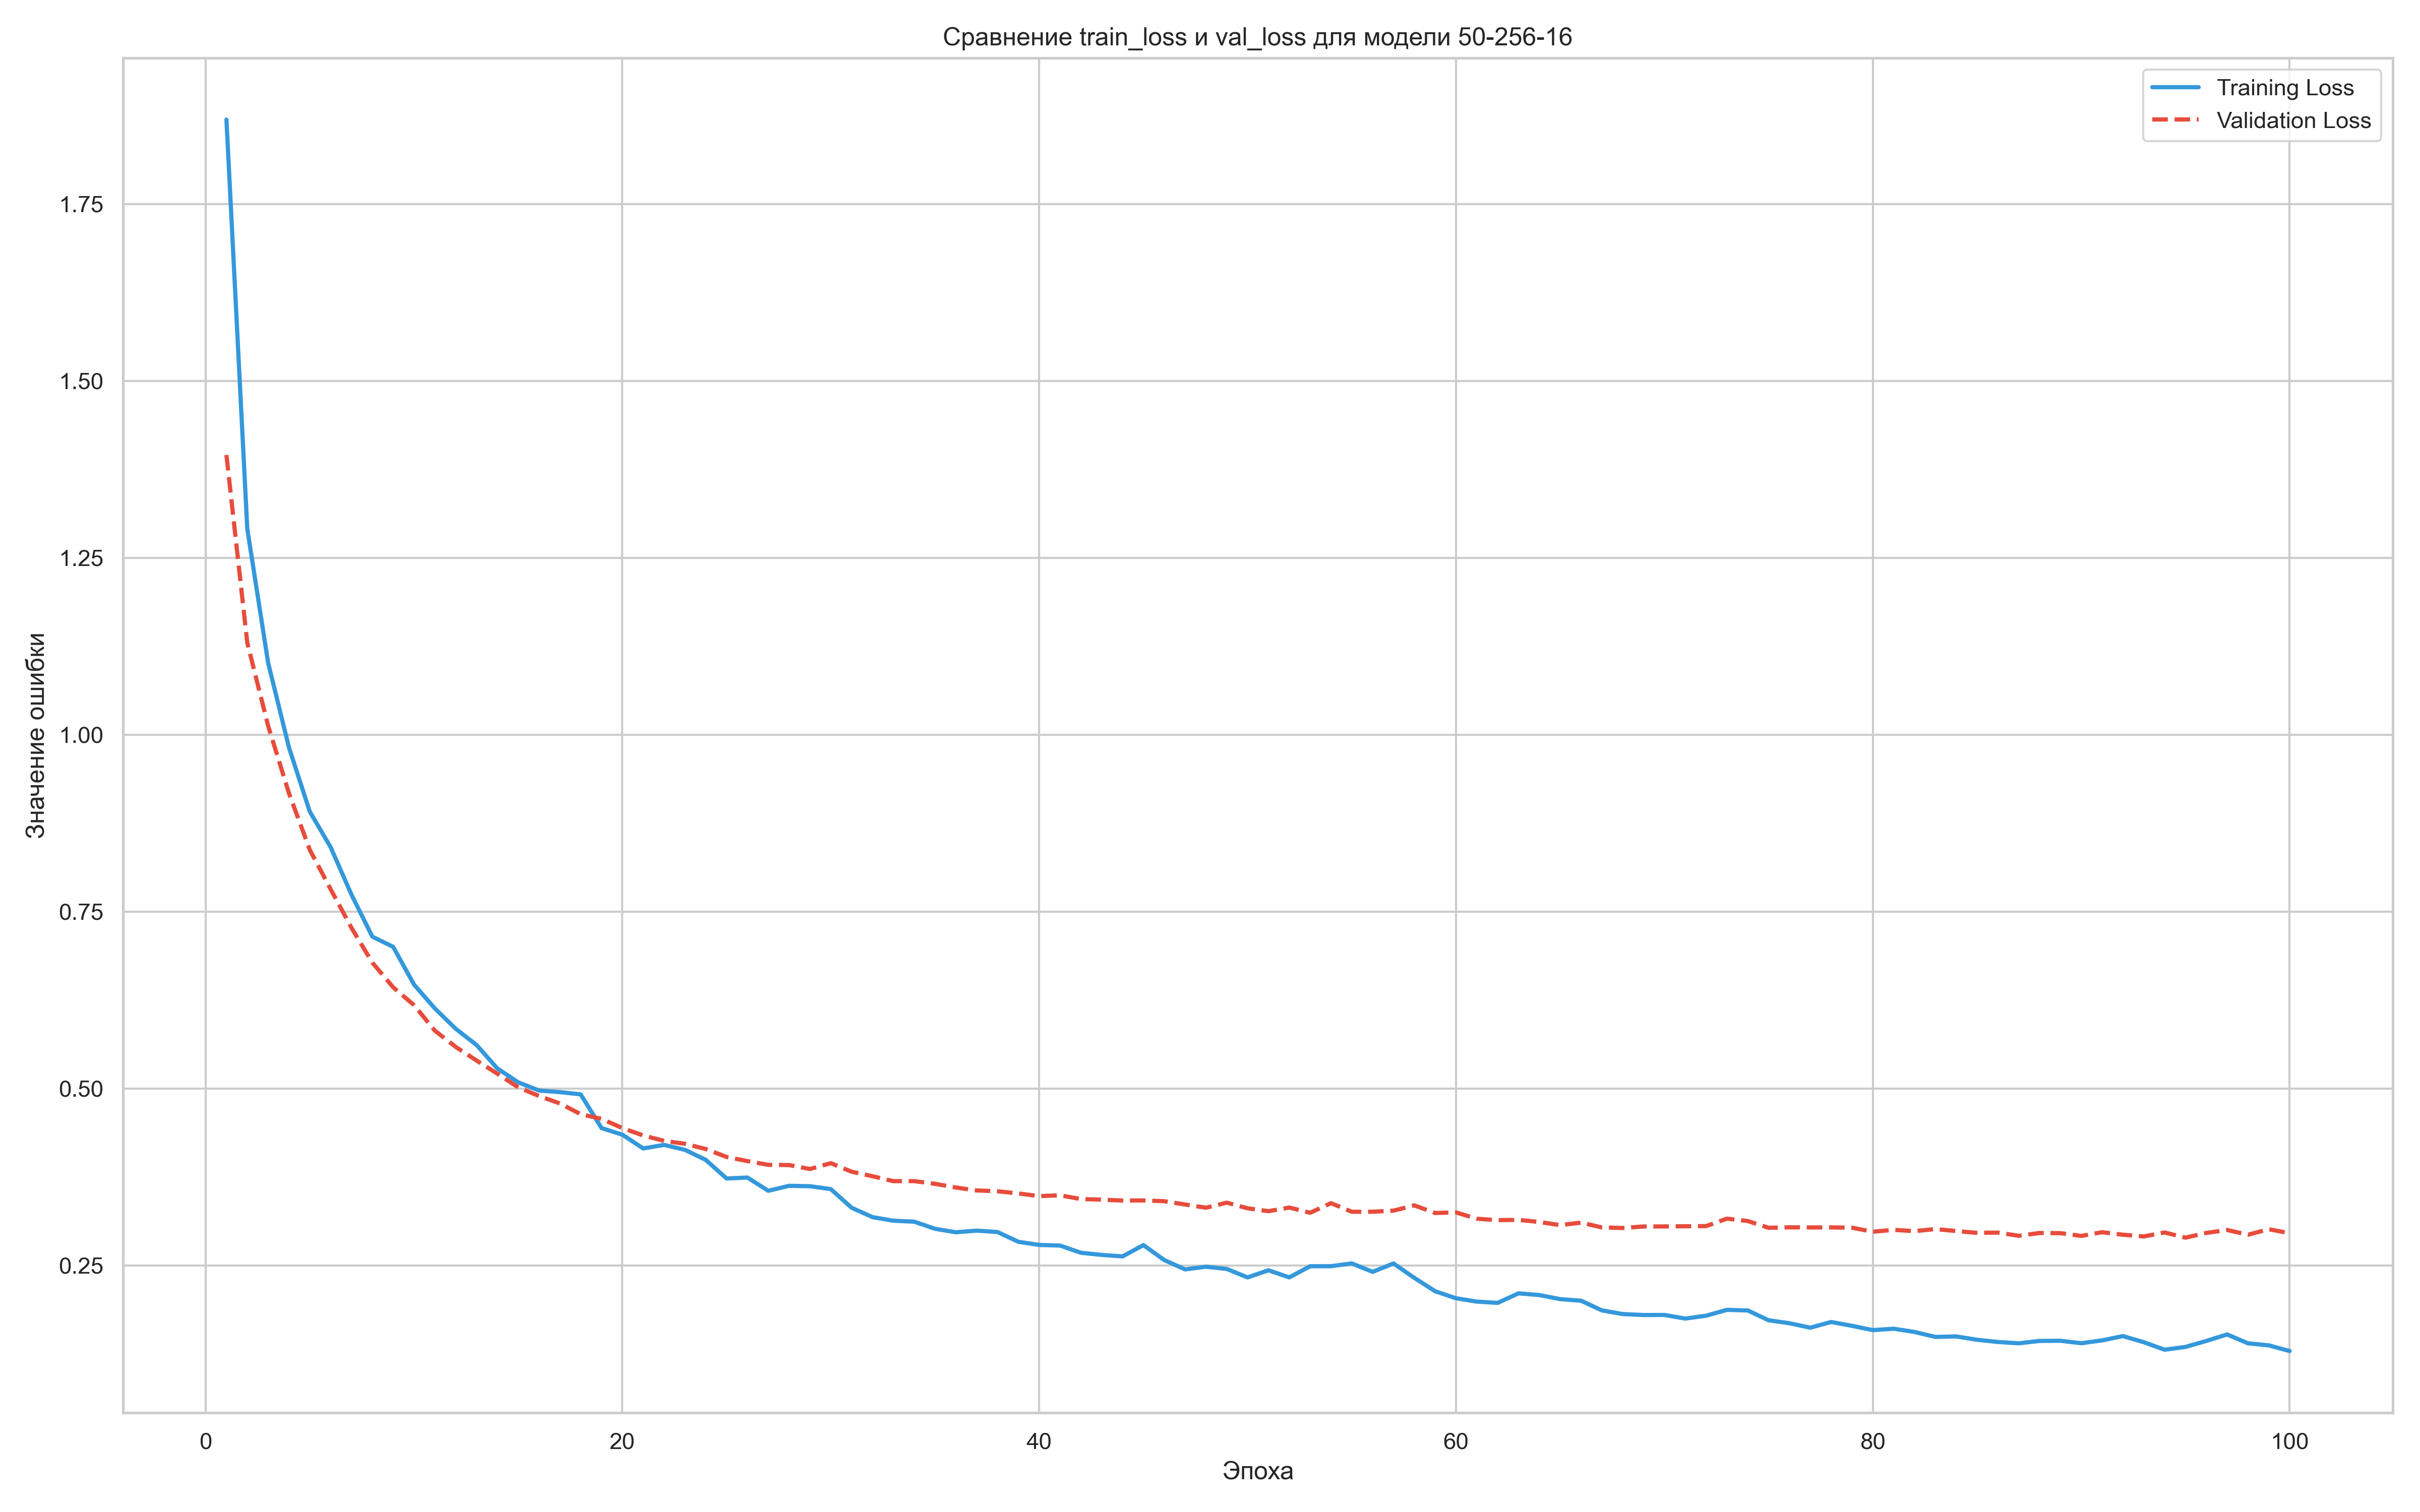 Сравнение train_loss и val_loss для модели 50-256-16
Training Loss
Validation Loss
Значение ошибки
1.75
1.50
1.25
1.00
0.75
0.50
0.25
0
20
40
60
80
100
Эпоха